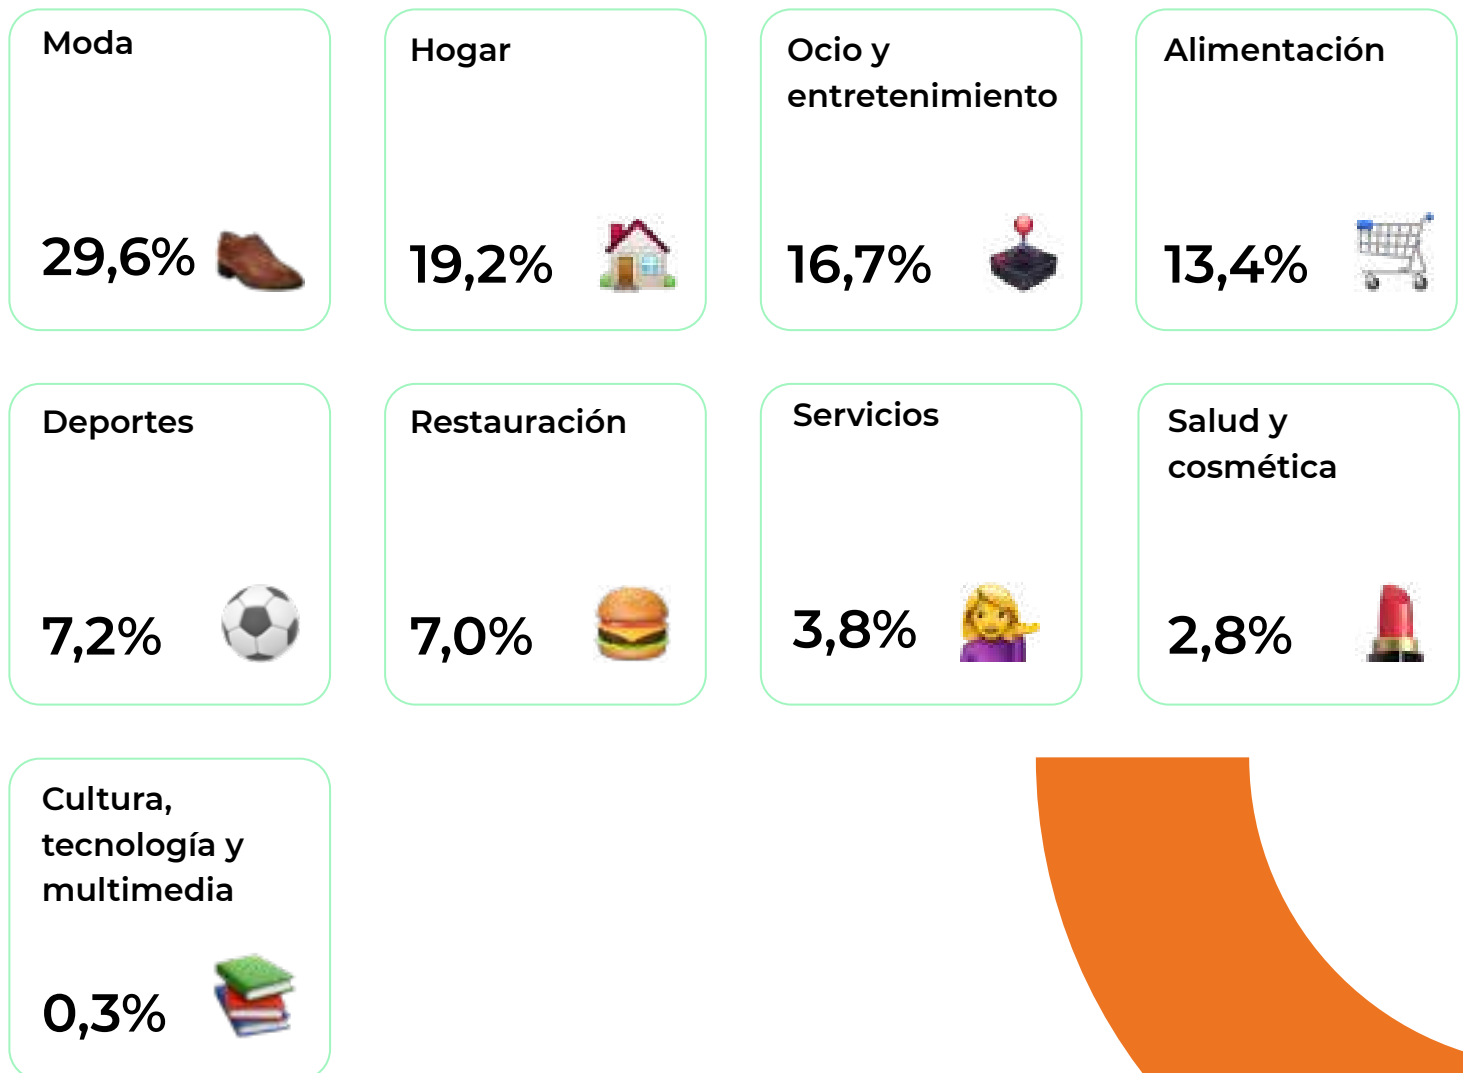 Moda
29,6%
Hogar
19,2%
Ocio y
entretenimiento
16,7%
Alimentación
13,4%
Deportes
7,2%
Restauración
7,0%
Servicios
3,8%
Salud y
cosmética
2,8%
Cultura,
tecnología y
multimedia
0,3%